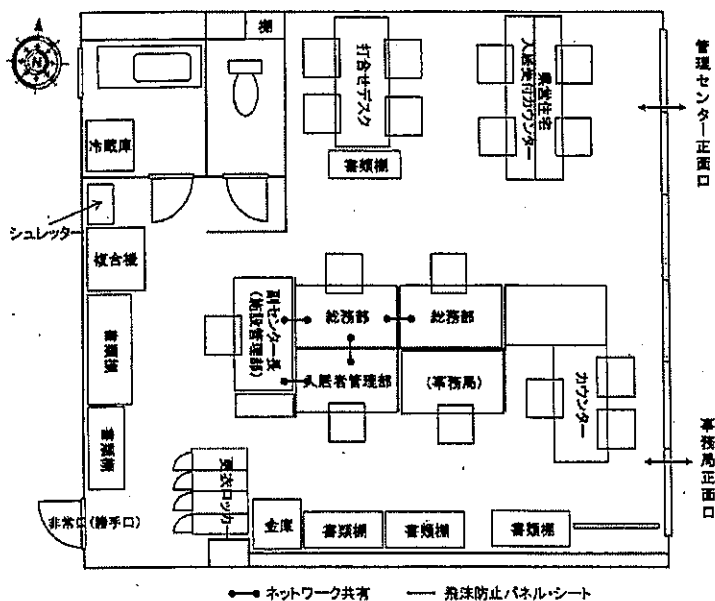 N
棚
打合せデスク
県営住宅
入居受付カウンター
管理センター正面口
冷蔵庫
書類棚
シュレッター
複合機
書類棚
書類棚
副センター長
(施設管理部)
総務部
総務部
入居者管理部
(事務局)
カウンター
事務局正面口
更衣ロッカー
非常口(勝手口)
金庫
書類棚
書類棚
書類棚
ネットワーク共有
飛沫防止パネル・シート